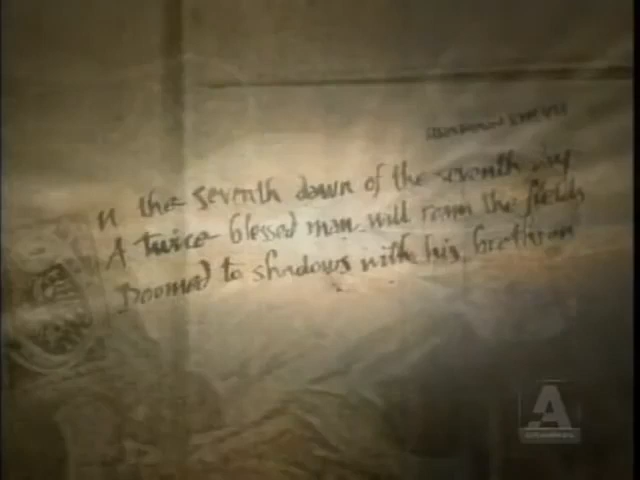 n the seventh dawn of the seventh day
A twice blessed man will roam the fields
Doomed to shadows with his brethren
A